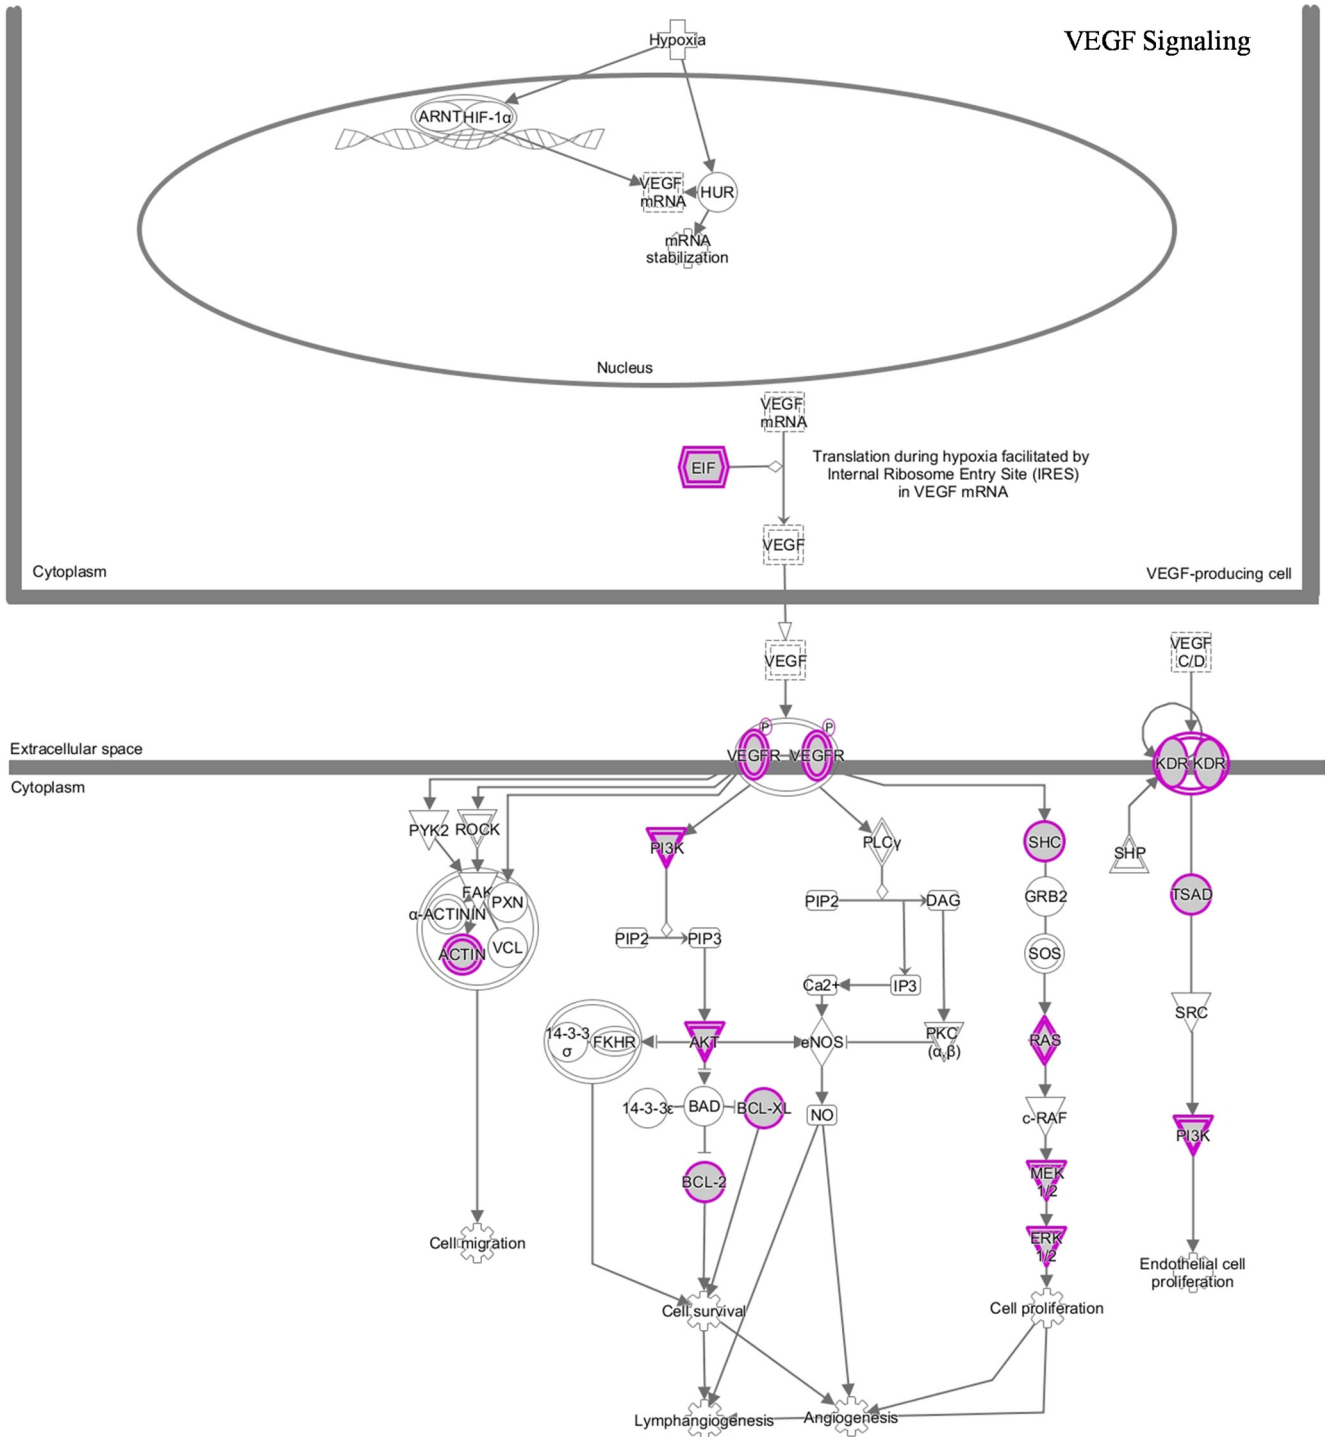 VEGF Signaling
Hypoxia
ARNT HIF-1α
VEGF
mRNA
HUR
mRNA
stabilization
Nucleus
VEGF
mRNA
EIF
Translation during hypoxia facilitated by
Internal Ribosome Entry Site (IRES)
in VEGF mRNA
VEGF
Cytoplasm
VEGF-producing cell
VEGF
VEGF
C/D
P
P
Extracellular space
VEGFR
VEGFR
KDR KDR
Cytoplasm
PYK2
ROCK
PI3K
PLCγ
SHC
SHP
FAK
PXN
α-ACTININ
PIP2
DAG
GRB2
TSAD
ACTIN
VCL
PIP2
PIP3
SOS
Ca2+
IP3
SRC
14-3-3
σ
FKHR
AKT
eNOS
PKC
(α,β)
RAS
14-3-3ε
BAD
BCL-XL
NO
c-RAF
PI3K
BCL-2
MEK
1/2
Cell migration
ERK
1/2
Endothelial cell
proliferation
Cell survival
Cell proliferation
Lymphangiogenesis
Angiogenesis